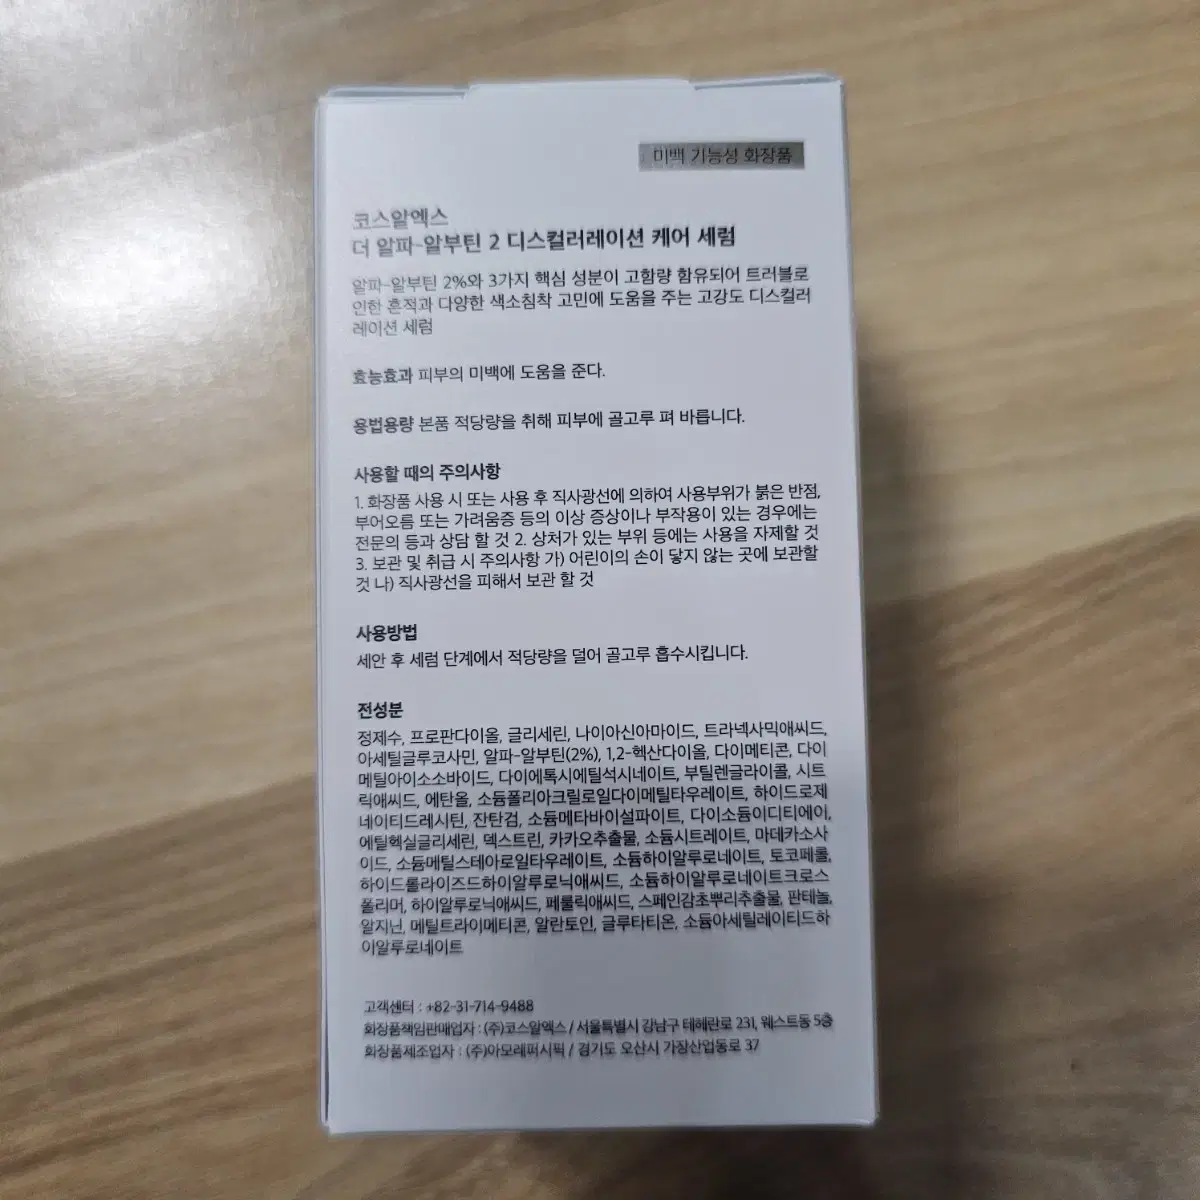 미백 기능성 화장품
코스알엑스
더 알파-알부틴 2 디스컬러레이션 케어 세럼
알파-알부틴 2%와 3가지 핵심 성분이 고함량 함유되어 트러블로
인한 흔적과 다양한 색소침착 고민에 도움을 주는 고강도 디스컬러
레이션 세럼
효능효과 피부의 미백에 도움을 준다.
용법용량 본품 적당량을 취해 피부에 골고루 펴 바릅니다.
사용할 때의 주의사항
1. 화장품 사용 시 또는 사용 후 직사광선에 의하여 사용부위가 붉은 반점,
부어오름 또는 가려움증 등의 이상 증상이나 부작용이 있는 경우에는
전문의 등과 상담 할 것 2. 상처가 있는 부위 등에는 사용을 자제할 것
3. 보관 및 취급 시 주의사항 가) 어린이의 손이 닿지 않는 곳에 보관할
것 나) 직사광선을 피해서 보관 할 것
사용방법
세안 후 세럼 단계에서 적당량을 덜어 골고루 흡수시킵니다.
전성분
정제수, 프로판다이올, 글리세린, 나이아신아마이드, 트라넥사믹애씨드,
아세틸글루코사민, 알파-알부틴(2%), 1,2-헥산다이올, 다이메티콘, 다이
메틸아이소소바이드, 다이에톡시에틸석시네이트, 부틸렌글라이콜, 시트
릭애씨드, 에탄올, 소듐폴리아크릴로일다이메틸타우레이트, 하이드로제
네이티드레시틴, 잔탄검, 소듐메타바이설파이트, 다이소듐이디티에이,
에틸헥실글리세린, 덱스트린, 카카오추출물, 소듐시트레이트, 마데카소사
이드, 소듐메틸스테아로일타우레이트, 소듐하이알루로네이트, 토코페롤,
하이드롤라이즈드하이알루로닉애씨드, 소듐하이알루로네이트크로스
폴리머, 하이알루로닉애씨드, 페룰릭애씨드, 스페인감초뿌리추출물, 판테놀,
알지닌, 메틸트라이메티콘, 알란토인, 글루타티온, 소듐아세틸레이티드하
이알루로네이트
고객센터 : +82-31-714-9488
화장품책임판매업자 : (주)코스알엑스 / 서울특별시 강남구 테헤란로 231, 웨스트동 5층
화장품제조업자 : (주)아모레퍼시픽 / 경기도 오산시 가장산업동로 37